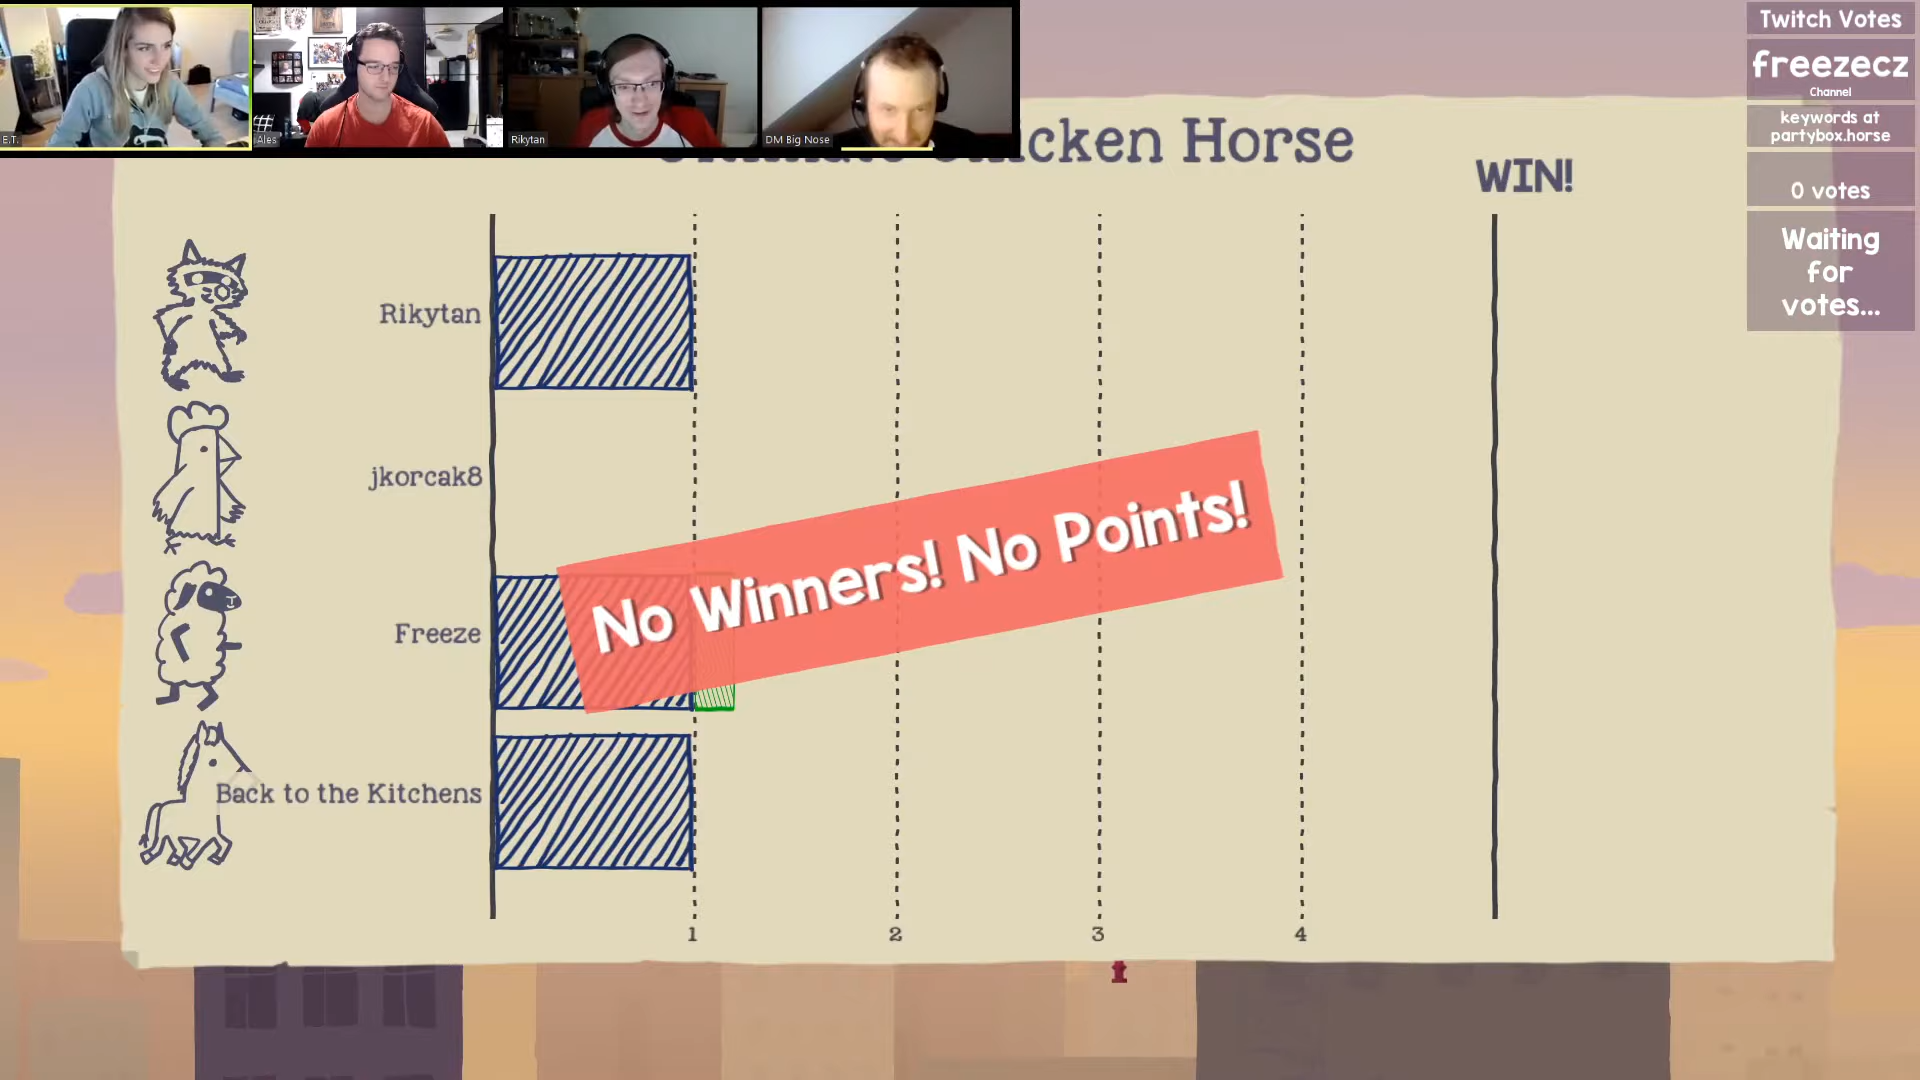 E.T.
Ales
Rikytan
DM Big Nose
Chicken Horse
WIN!
Twitch Votes
freezecz
Channel
keywords at
partybox.horse
0 votes
Waiting
for
votes...
Rikytan
jkorcak8
Freeze
Back to the Kitchens
No Winners! No Points!
1
2
3
4